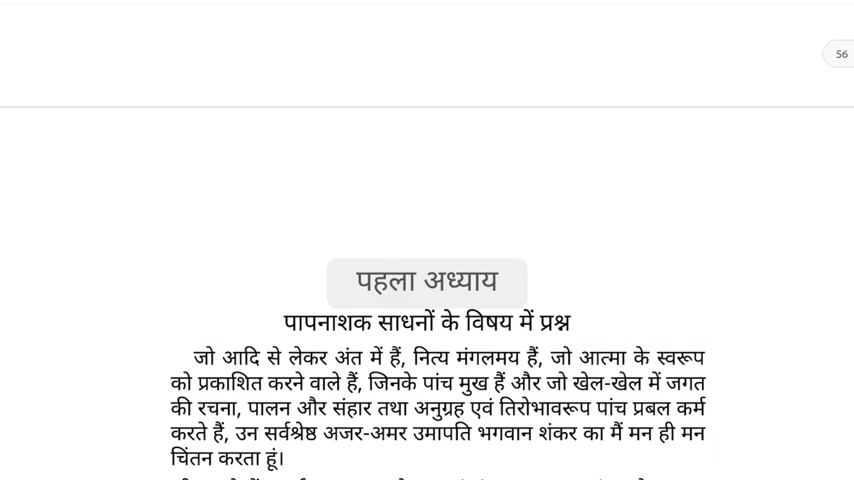 56
पहला अध्याय
पापनाशक साधनों के विषय में प्रश्न
जो आदि से लेकर अंत में हैं, नित्य मंगलमय हैं, जो आत्मा के स्वरूप
को प्रकाशित करने वाले हैं, जिनके पांच मुख हैं और जो खेल-खेल में जगत
की रचना, पालन और संहार तथा अनुग्रह एवं तिरोभावरूप पांच प्रबल कर्म
करते हैं, उन सर्वश्रेष्ठ अजर-अमर उमापति भगवान शंकर का मैं मन ही मन
चिंतन करता हूं।